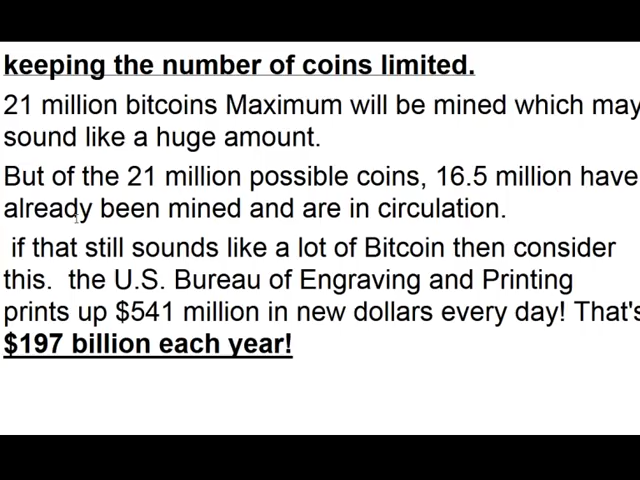 keeping the number of coins limited.
21 million bitcoins Maximum will be mined which may
sound like a huge amount.
But of the 21 million possible coins, 16.5 million have
already been mined and are in circulation.
if that still sounds like a lot of Bitcoin then consider
this.  the U.S. Bureau of Engraving and Printing
prints up $541 million in new dollars every day! That's
$197 billion each year!